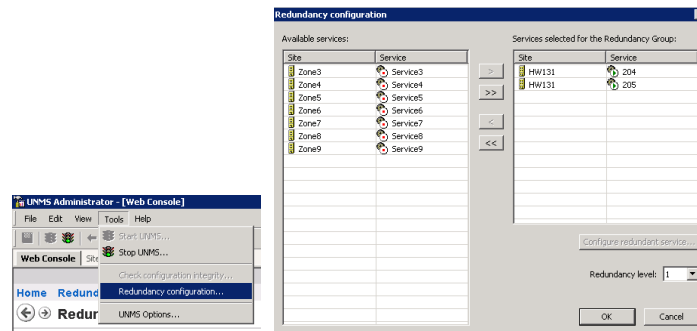 Redundancy configuration
Available services:
Services selected for the Redundancy Group:
Site Service
Site Service
Zone3 Service3
Zone4 Service4
Zone5 Service5
Zone6 Service6
Zone7 Service7
Zone8 Service8
Zone9 Service9
>
>>
<
<<
HW131 204
HW131 205
Configure redundant service...
Redundancy level: 1
OK Cancel
UNMS Administrator - [Web Console]
File Edit View Tools Help
Start UNMS...
Stop UNMS...
Web Console Site
Check configuration integrity...
Home Redund
Redundancy configuration...
Redun
UNMS Options...